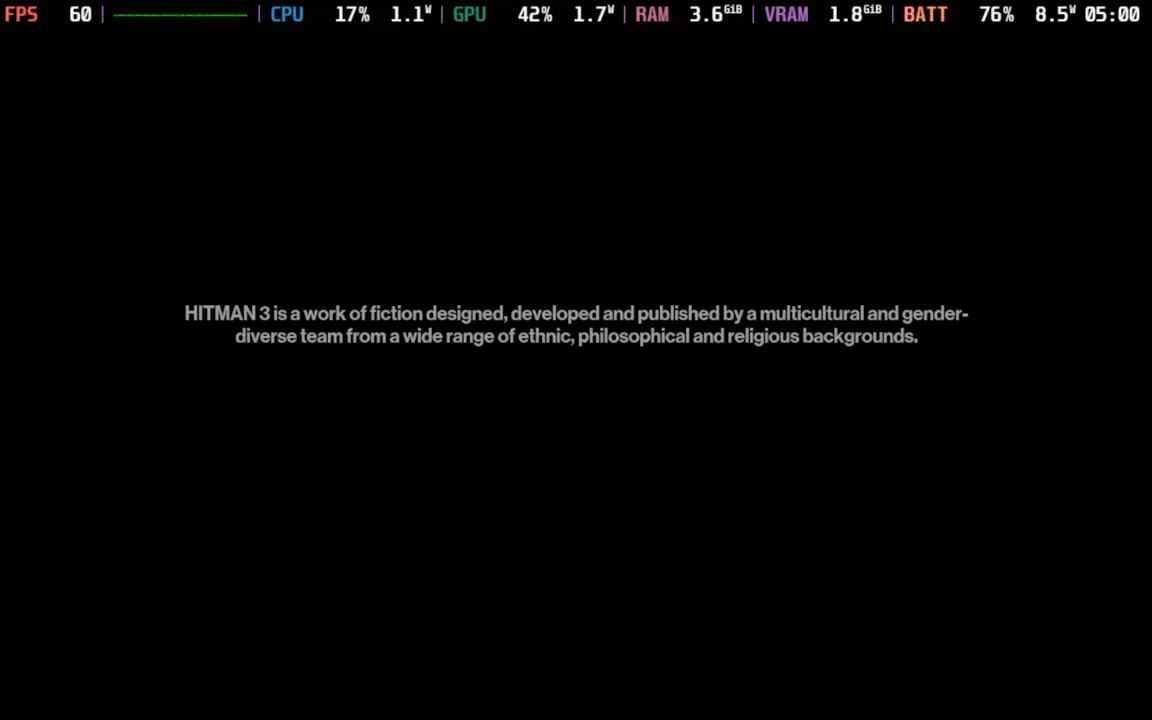 FPS 60 | | CPU 17% 1.1W | GPU 42% 1.7W | RAM 3.6GiB | VRAM 1.8GiB | BATT 76% 8.5W 05:00
HITMAN 3 is a work of fiction designed, developed and published by a multicultural and gender-
diverse team from a wide range of ethnic, philosophical and religious backgrounds.